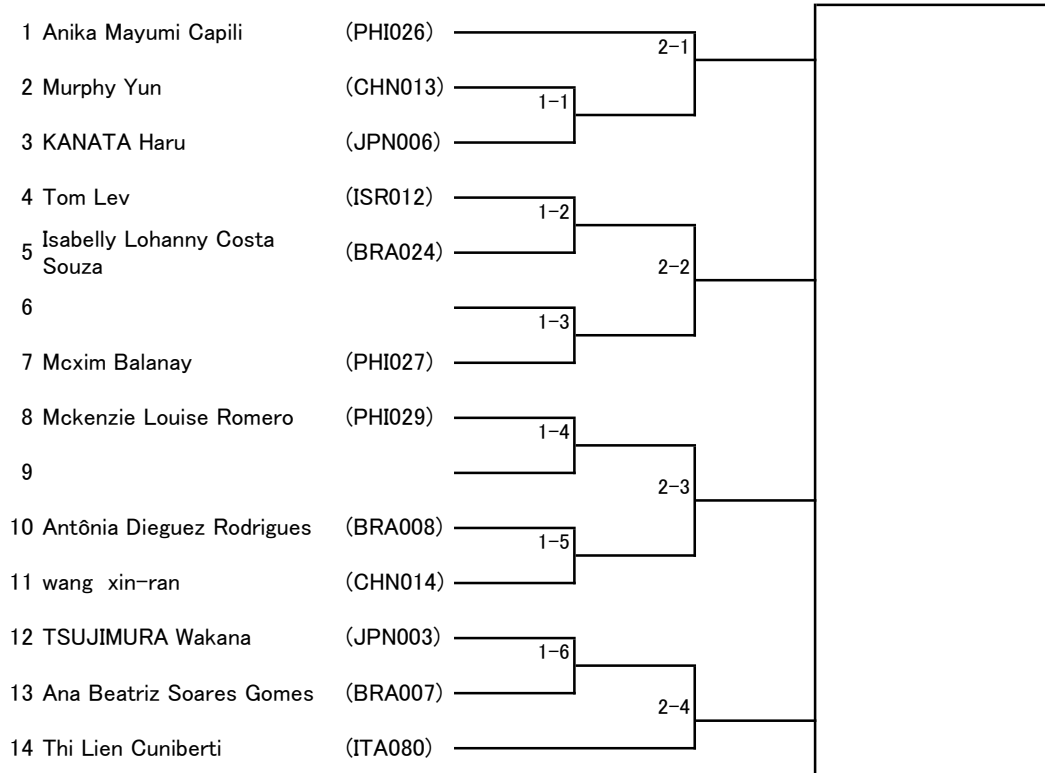 1 Anika Mayumi Capili (PHI026)
2-1
2 Murphy Yun (CHN013)
1-1
3 KANATA Haru (JPN006)
4 Tom Lev (ISR012)
1-2
5 Isabelly Lohanny Costa Souza (BRA024)
2-2
6
1-3
7 Mcxim Balanay (PHI027)
8 Mckenzie Louise Romero (PHI029)
1-4
9
2-3
10 Antônia Dieguez Rodrigues (BRA008)
1-5
11 wang xin-ran (CHN014)
12 TSUJIMURA Wakana (JPN003)
1-6
13 Ana Beatriz Soares Gomes (BRA007)
2-4
14 Thi Lien Cuniberti (ITA080)